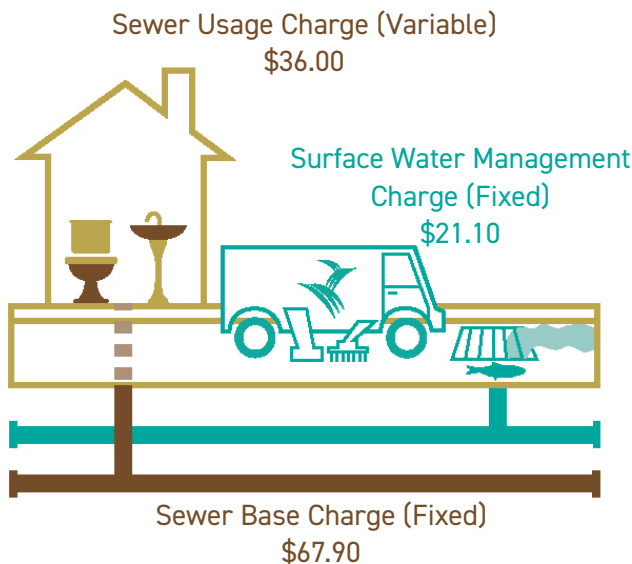 Sewer Usage Charge (Variable)
$36.00
Surface Water Management
Charge (Fixed)
$21.10
Sewer Base Charge (Fixed)
$67.90